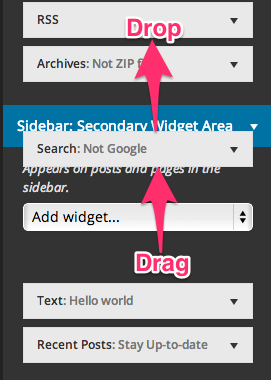 RSS
Drop
Archives: Not ZIP f
Sidebar: Secondary Widget Area
Search: Not Google
Appears on posts and pages in the
sidebar.
Add widget...
Drag
Text: Hello world
Recent Posts: Stay Up-to-date